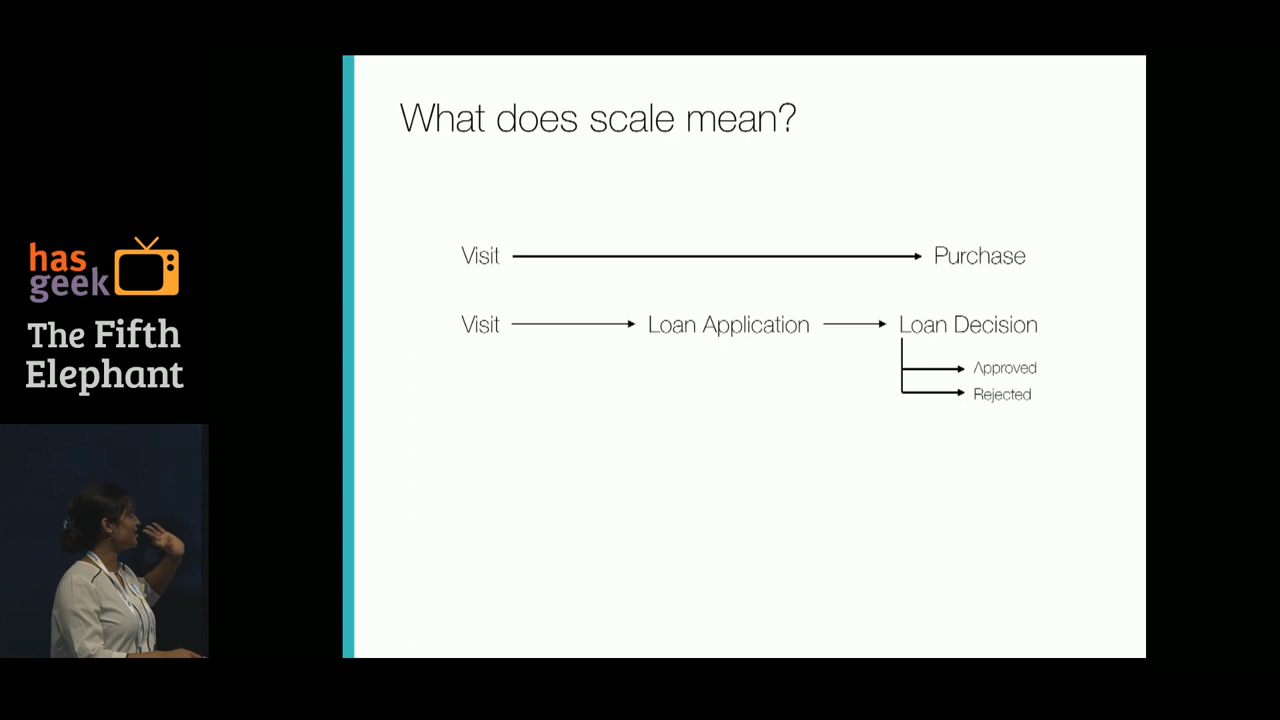 What does scale mean?
Visit Purchase
Visit Loan Application Loan Decision
Approved
Rejected
has
geek
The Fifth
Elephant